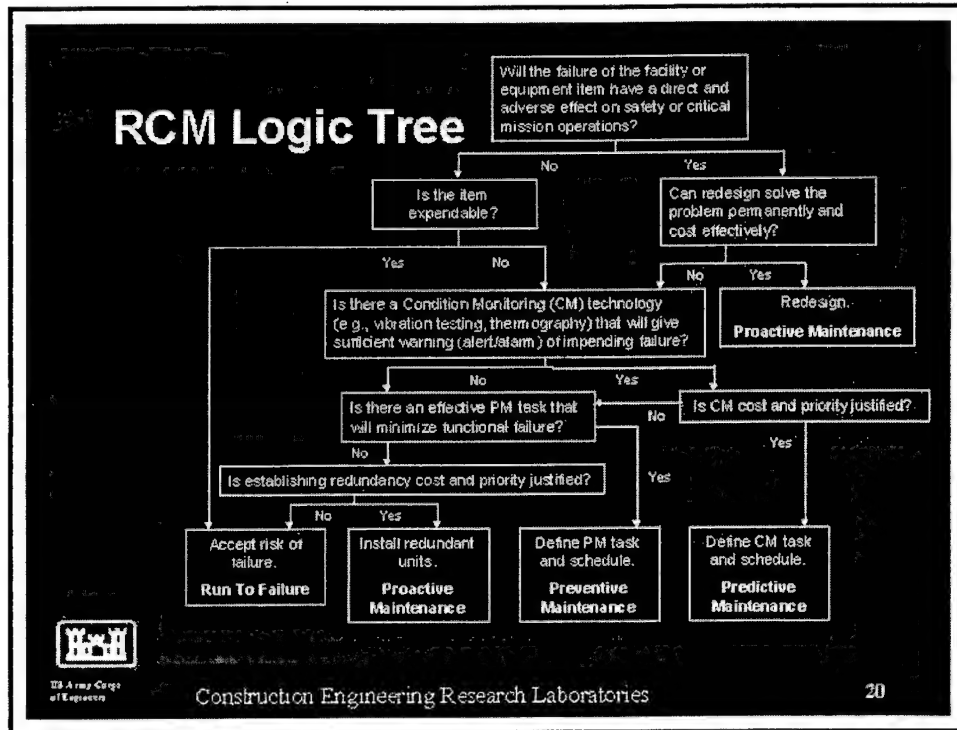 Will the failure of the facility or
equipment item have a direct and
adverse effect on safety or critical
mission operations?
RCM Logic Tree
No
Yes
Is the item
expendable?
Can redesign solve the
problem permanently and
cost effectively?
Yes
No
No
Yes
Is there a Condition Monitoring (CM) technology
(e.g., vibration testing, thermography) that will give
sufficient warning (alert/alarm) of impending failure?
Redesign.
Proactive Maintenance
No
Yes
Is there an effective PM task that
will minimize functional failure?
No
Is CM cost and priority justified?
No
Yes
Yes
Is establishing redundancy cost and priority justified?
No
Yes
Accept risk of
failure.
Run To Failure
Install redundant
units.
Proactive
Maintenance
Define PM task
and schedule.
Preventive
Maintenance
Define CM task
and schedule.
Predictive
Maintenance
US Army Corps
of Engineers
Construction Engineering Research Laboratories
20